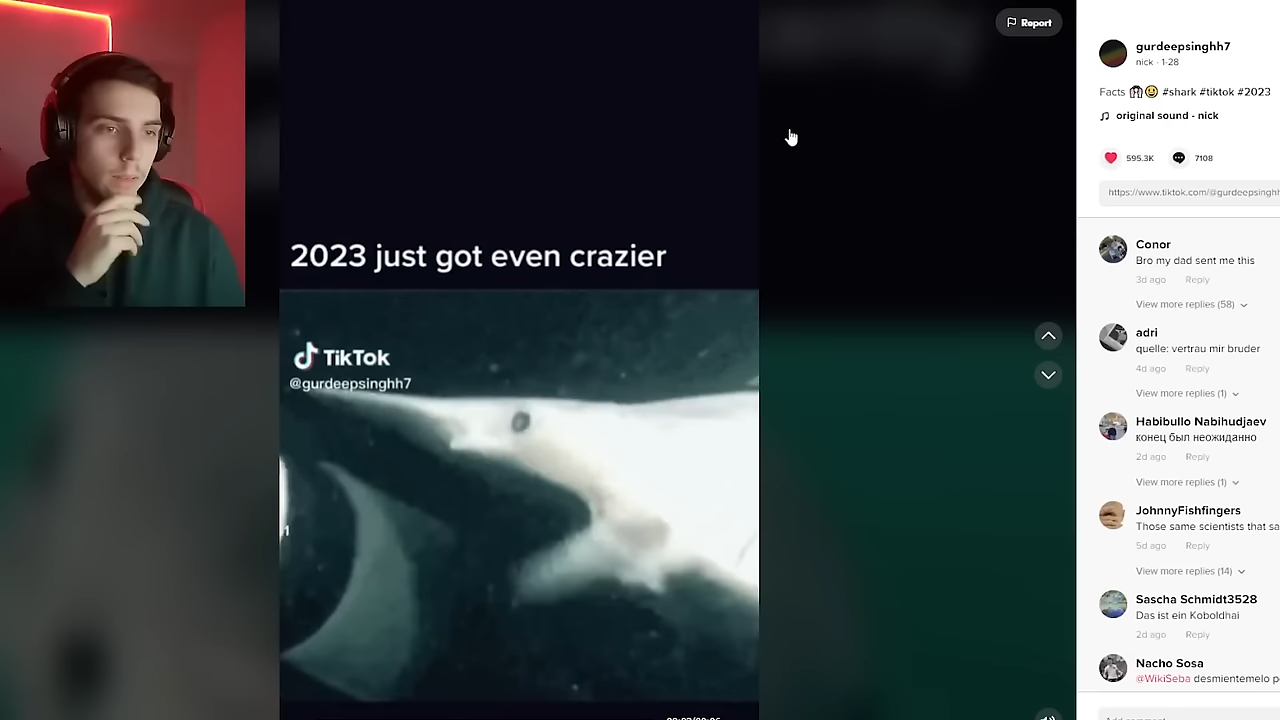 Report
2023 just got even crazier
TikTok
@gurdeepsinghh7
1
gurdeepsinghh7
nick · 1-28
Facts #shark #tiktok #2023
original sound - nick
595.3K
7108
https://www.tiktok.com/@gurdeepsingh
Conor
Bro my dad sent me this
3d ago Reply
View more replies (58)
adri
quelle: vertrau mir bruder
4d ago Reply
View more replies (1)
Habibullo Nabihudjaev
конец был неожиданно
2d ago Reply
View more replies (1)
JohnnyFishfingers
Those same scientists that sa
5d ago Reply
View more replies (14)
Sascha Schmidt3528
Das ist ein Koboldhai
2d ago Reply
Nacho Sosa
@WikiSeba desmientemelo p